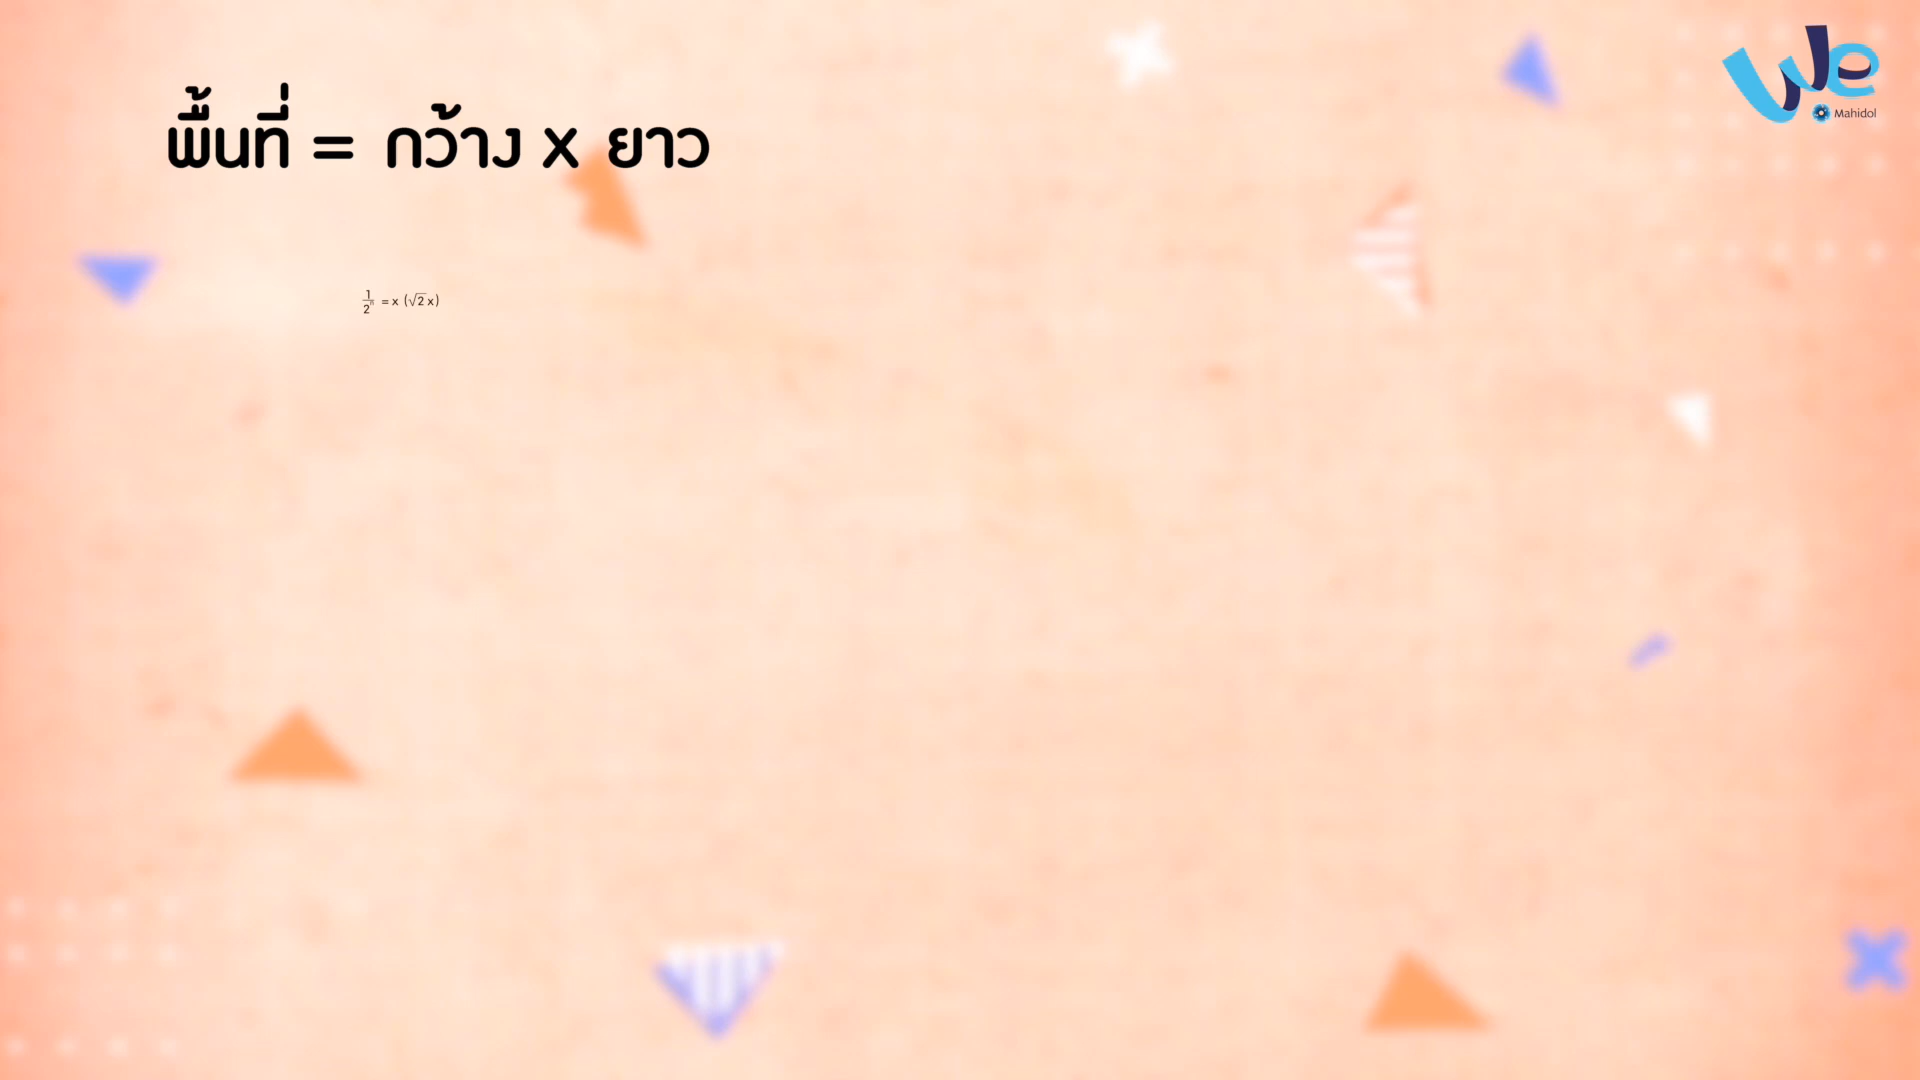 We
Mahidol
พื้นที่ = กว้าง x ยาว
1/2ⁿ = x (√2 x)